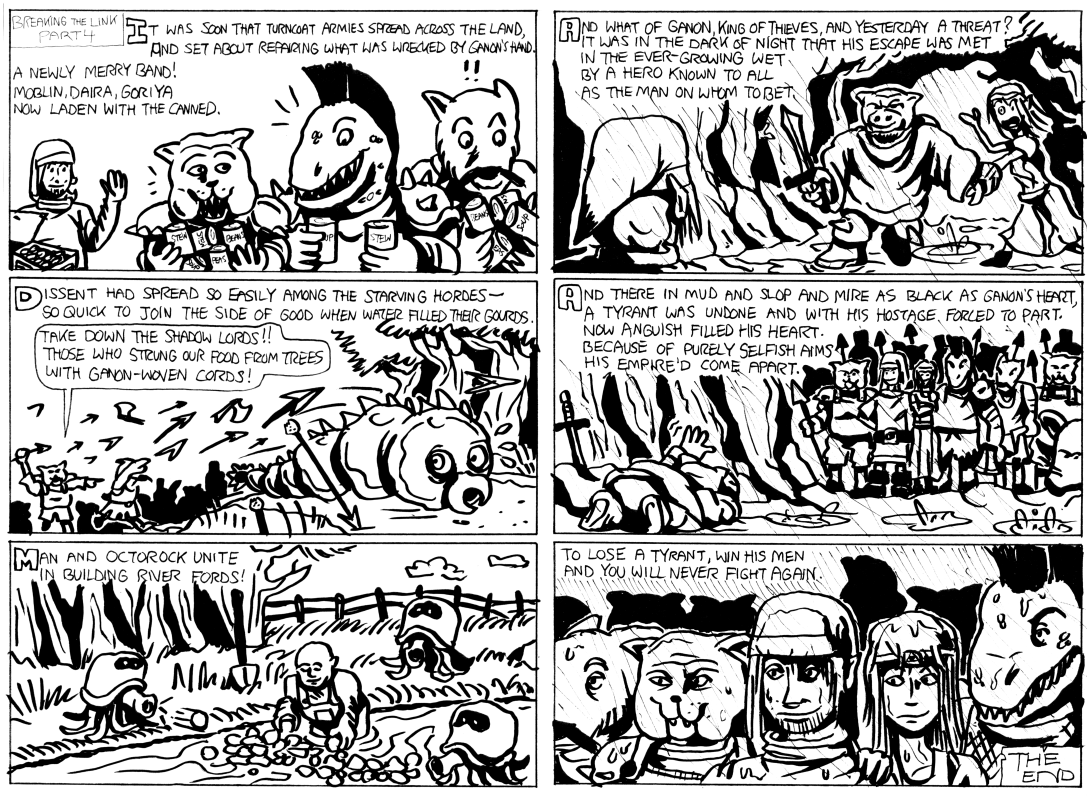 BREAKING THE LINK
PART 4
IT WAS SOON THAT TURNCOAT ARMIES SPREAD ACROSS THE LAND,
AND SET ABOUT REPAIRING WHAT WAS WRECKED BY GANON'S HAND.
A NEWLY MERRY BAND!
MOBLIN, DAIRA, GORIYA
NOW LADEN WITH THE CANNED.
!!
STEW
BEANS
PEAS
UP
STEW
BEANS
SOUP
DISSENT HAD SPREAD SO EASILY AMONG THE STARVING HORDES—
SO QUICK TO JOIN THE SIDE OF GOOD WHEN WATER FILLED THEIR GOURDS.
TAKE DOWN THE SHADOW LORDS!!
THOSE WHO STRUNG OUR FOOD FROM TREES
WITH GANON-WOVEN CORDS!
MAN AND OCTOROCK UNITE
IN BUILDING RIVER FORDS!
AND WHAT OF GANON, KING OF THIEVES, AND YESTERDAY A THREAT?
IT WAS IN THE DARK OF NIGHT THAT HIS ESCAPE WAS MET
IN THE EVER-GROWING WET
BY A HERO KNOWN TO ALL
AS THE MAN ON WHOM TO BET.
AND THERE IN MUD AND SLOP AND MIRE AS BLACK AS GANON'S HEART,
A TYRANT WAS UNDONE AND WITH HIS HOSTAGE, FORCED TO PART.
NOW ANGUISH FILLED HIS HEART.
BECAUSE OF PURELY SELFISH AIMS
HIS EMPIRE'D COME APART.
TO LOSE A TYRANT, WIN HIS MEN
AND YOU WILL NEVER FIGHT AGAIN.
THE
END